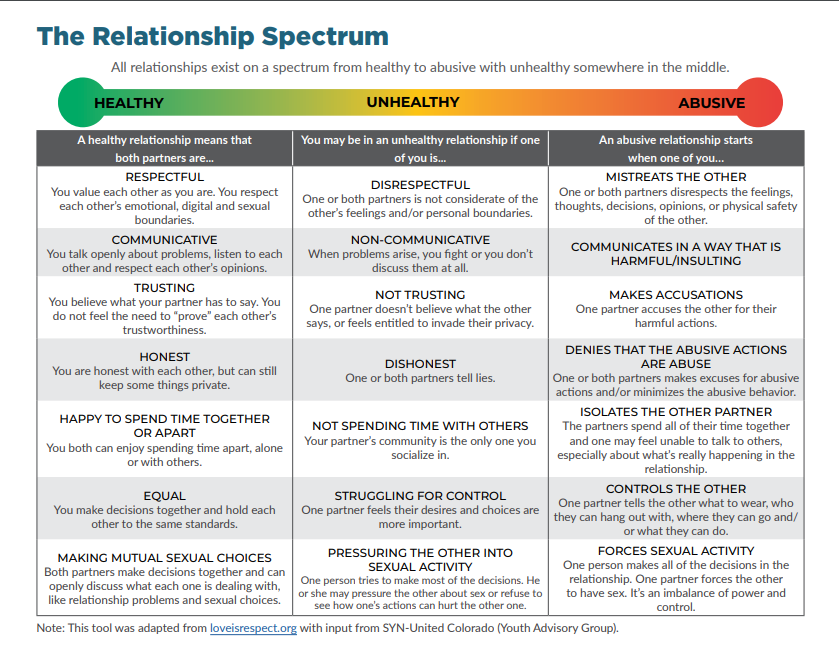 The Relationship Spectrum
All relationships exist on a spectrum from healthy to abusive with unhealthy somewhere in the middle.
HEALTHY
UNHEALTHY
ABUSIVE
A healthy relationship means that
both partners are...
You may be in an unhealthy relationship if one
of you is...
An abusive relationship starts
when one of you...
RESPECTFUL
You value each other as you are. You respect
each other's emotional, digital and sexual
boundaries.
DISRESPECTFUL
One or both partners is not considerate of the
other's feelings and/or personal boundaries.
MISTREATS THE OTHER
One or both partners disrespects the feelings,
thoughts, decisions, opinions, or physical safety
of the other.
COMMUNICATIVE
You talk openly about problems, listen to each
other and respect each other's opinions.
NON-COMMUNICATIVE
When problems arise, you fight or you don't
discuss them at all.
COMMUNICATES IN A WAY THAT IS
HARMFUL/INSULTING
TRUSTING
You believe what your partner has to say. You
do not feel the need to "prove" each other's
trustworthiness.
NOT TRUSTING
One partner doesn't believe what the other
says, or feels entitled to invade their privacy.
MAKES ACCUSATIONS
One partner accuses the other for their
harmful actions.
HONEST
You are honest with each other, but can still
keep some things private.
DISHONEST
One or both partners tell lies.
DENIES THAT THE ABUSIVE ACTIONS
ARE ABUSE
One or both partners makes excuses for abusive
actions and/or minimizes the abusive behavior.
HAPPY TO SPEND TIME TOGETHER
OR APART
You both can enjoy spending time apart, alone
or with others.
NOT SPENDING TIME WITH OTHERS
Your partner's community is the only one you
socialize in.
ISOLATES THE OTHER PARTNER
The partners spend all of their time together
and one may feel unable to talk to others,
especially about what's really happening in the
relationship.
EQUAL
You make decisions together and hold each
other to the same standards.
STRUGGLING FOR CONTROL
One partner feels their desires and choices are
more important.
CONTROLS THE OTHER
One partner tells the other what to wear, who
they can hang out with, where they can go and/
or what they can do.
MAKING MUTUAL SEXUAL CHOICES
Both partners make decisions together and can
openly discuss what each one is dealing with,
like relationship problems and sexual choices.
PRESSURING THE OTHER INTO
SEXUAL ACTIVITY
One person tries to make most of the decisions. He
or she may pressure the other about sex or refuse to
see how one's actions can hurt the other one.
FORCES SEXUAL ACTIVITY
One person makes all of the decisions in the
relationship. One partner forces the other
to have sex. It's an imbalance of power and
control.
Note: This tool was adapted from loveisrespect.org with input from SYN-United Colorado (Youth Advisory Group).